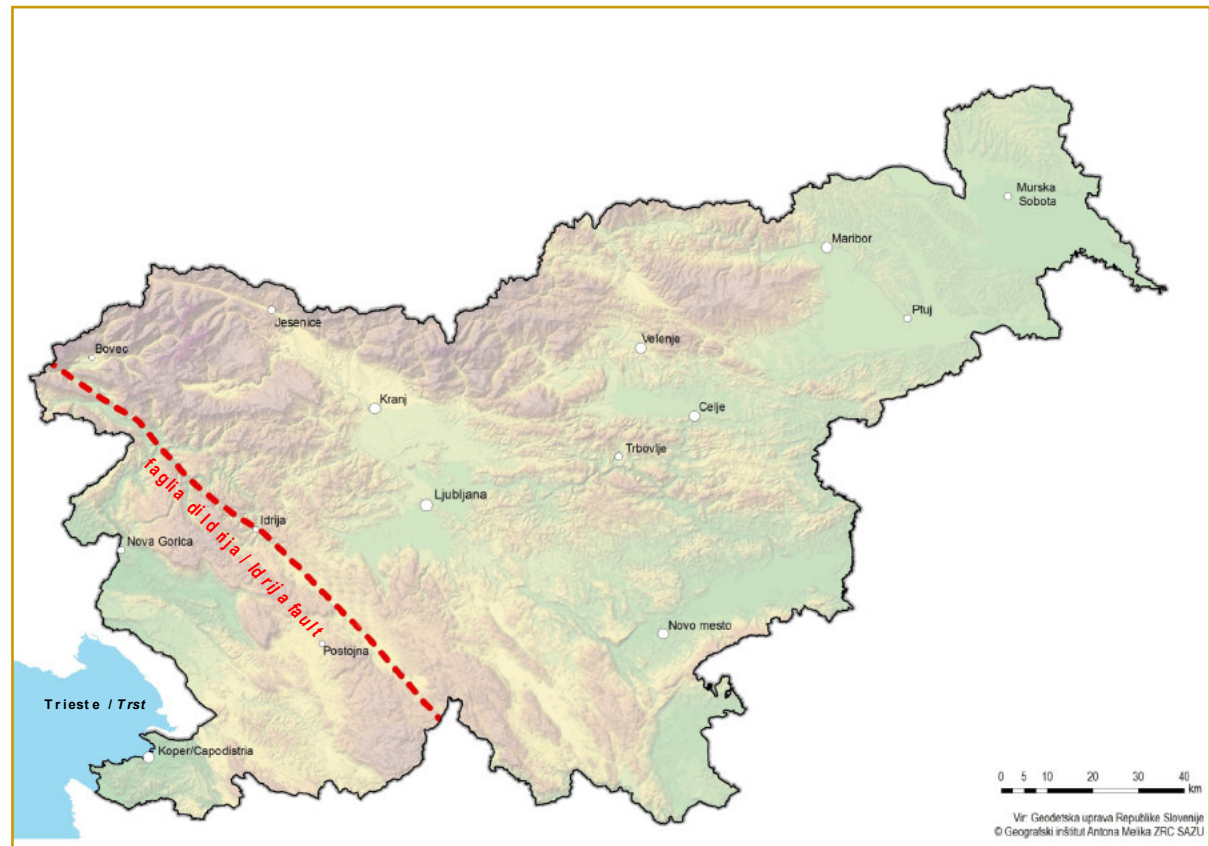 Murska
Sobota
Maribor
Ptuj
Jesenice
Velenje
Bovec
Kranj
Celje
Trbovlje
Ljubljana
Idrija
faglia di Idrija / Idrija fault
Nova Gorica
Novo mesto
Postojna
Trieste / Trst
Koper/Capodistria
0 5 10 20 30 40
km
Vir: Geodetska uprava Republike Slovenije
© Geografski inštitut Antona Melika ZRC SAZU